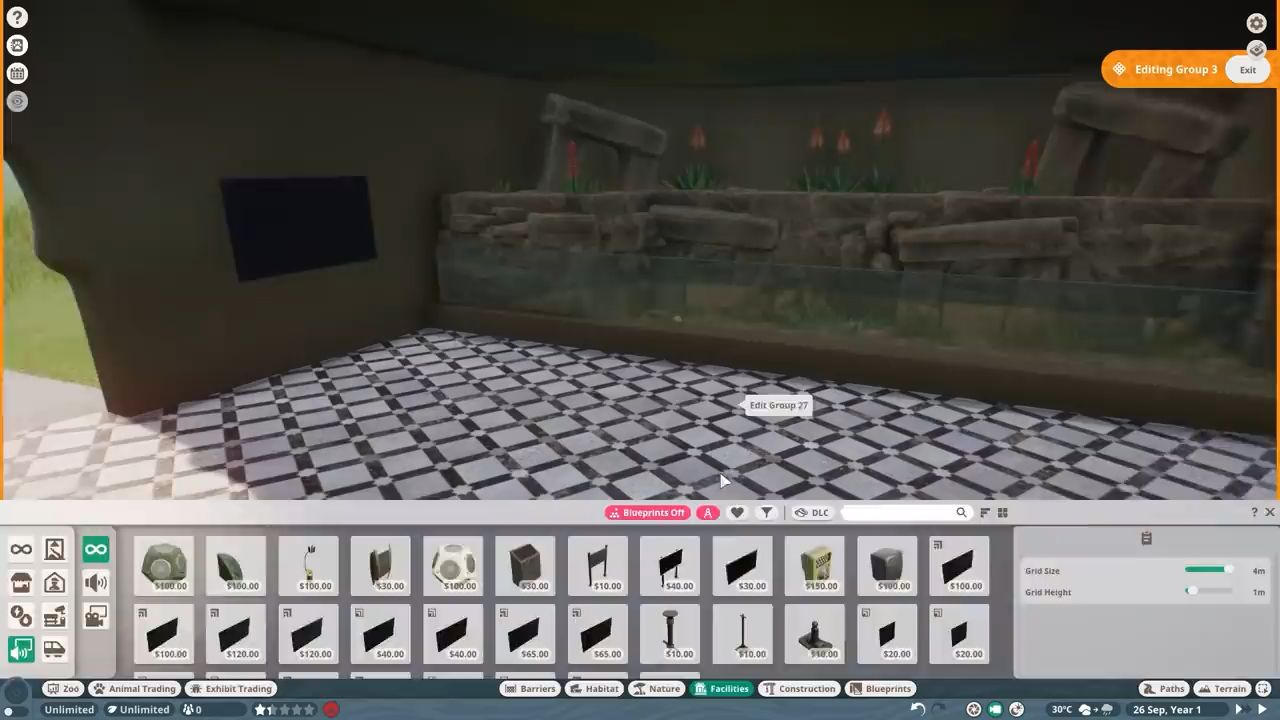 ?
Editing Group 3
Exit
Edit Group 27
Blueprints Off
A
DLC
? ×
$100.00 $100.00 $100.00 $30.00 $100.00 $30.00 $10.00 $40.00 $30.00 $150.00 $100.00 $100.00
Grid Size 4m
Grid Height 1m
$100.00 $120.00 $120.00 $40.00 $40.00 $65.00 $65.00 $10.00 $10.00 $10.00 $20.00 $20.00
Zoo Animal Trading Exhibit Trading Barriers Habitat Nature Facilities Construction Blueprints Paths Terrain
Unlimited Unlimited 0 30°C 26 Sep, Year 1